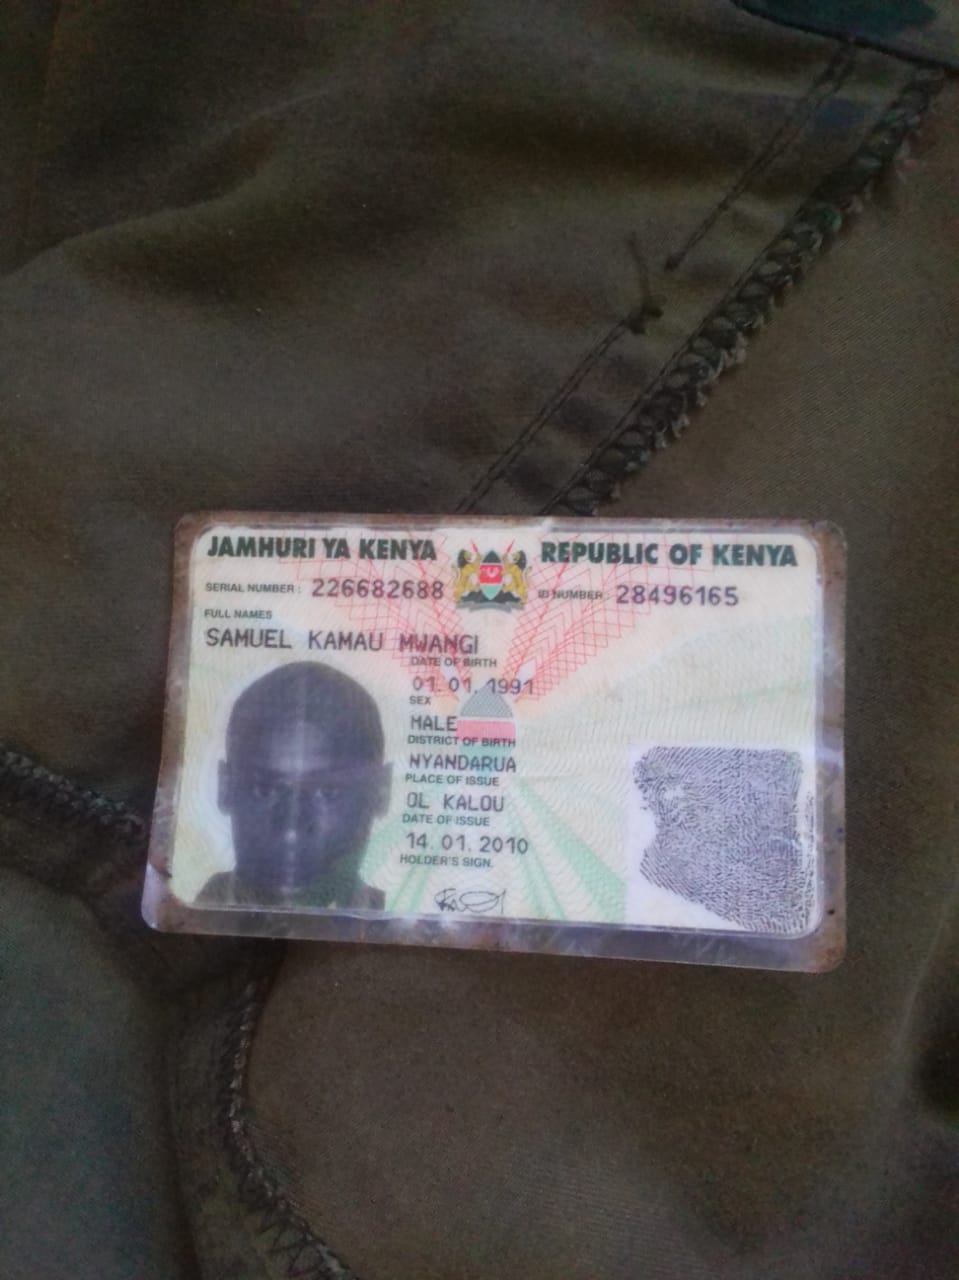 JAMHURI YA KENYA REPUBLIC OF KENYA
SERIAL NUMBER : 226682688 ID NUMBER 28496165
FULL NAMES
SAMUEL KAMAU MWANGI
DATE OF BIRTH
01. 01. 1991
SEX
MALE
DISTRICT OF BIRTH
NYANDARUA
PLACE OF ISSUE
OL KALOU
DATE OF ISSUE
14. 01. 2010
HOLDER'S SIGN.